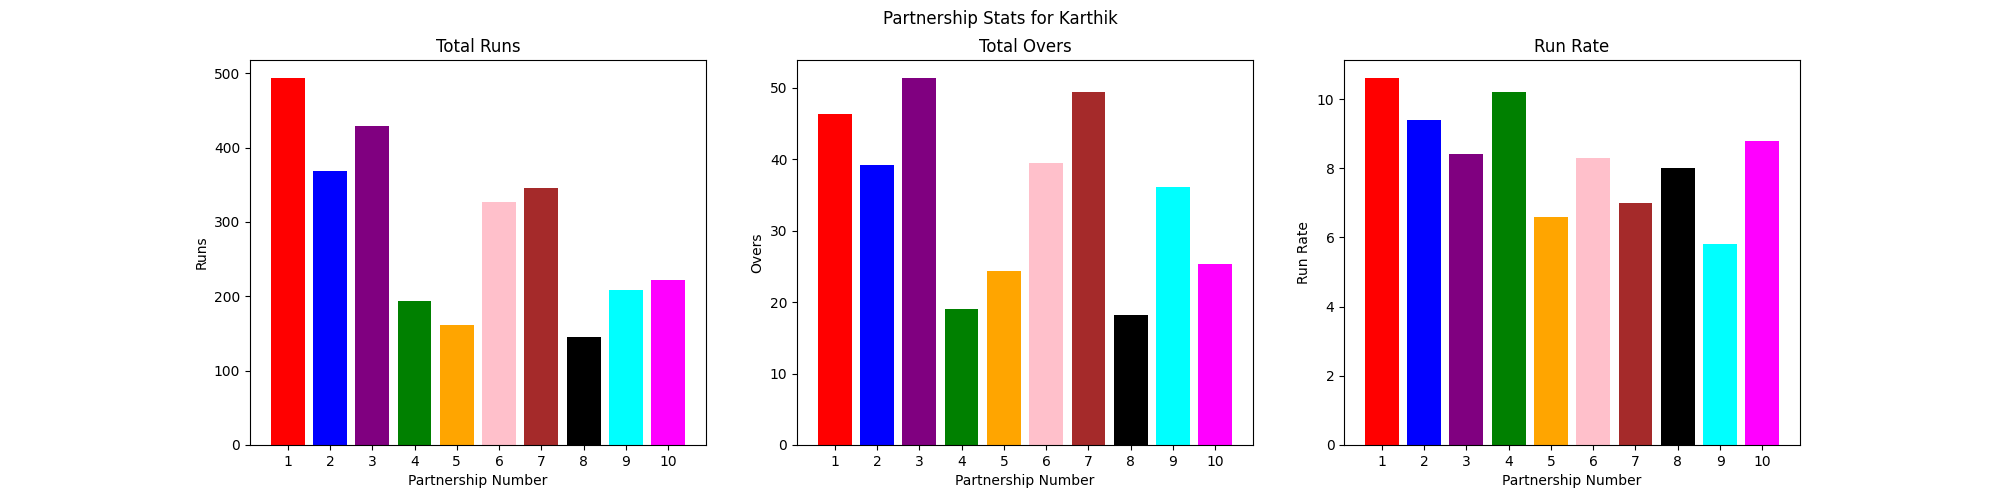 Partnership Stats for Karthik
Total Runs
500
400
300
200
100
0
Runs
1 2 3 4 5 6 7 8 9 10
Partnership Number
Total Overs
50
40
30
20
10
0
Overs
1 2 3 4 5 6 7 8 9 10
Partnership Number
Run Rate
10
8
6
4
2
0
Run Rate
1 2 3 4 5 6 7 8 9 10
Partnership Number